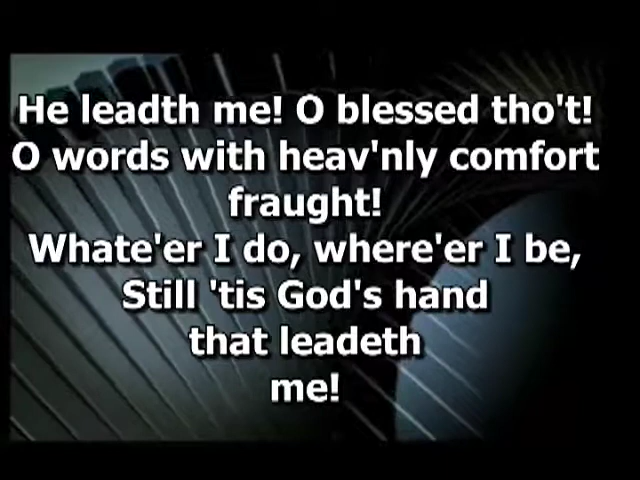 He leadth me! O blessed tho't!
O words with heav'nly comfort
fraught!
Whate'er I do, where'er I be,
Still 'tis God's hand
that leadeth
me!